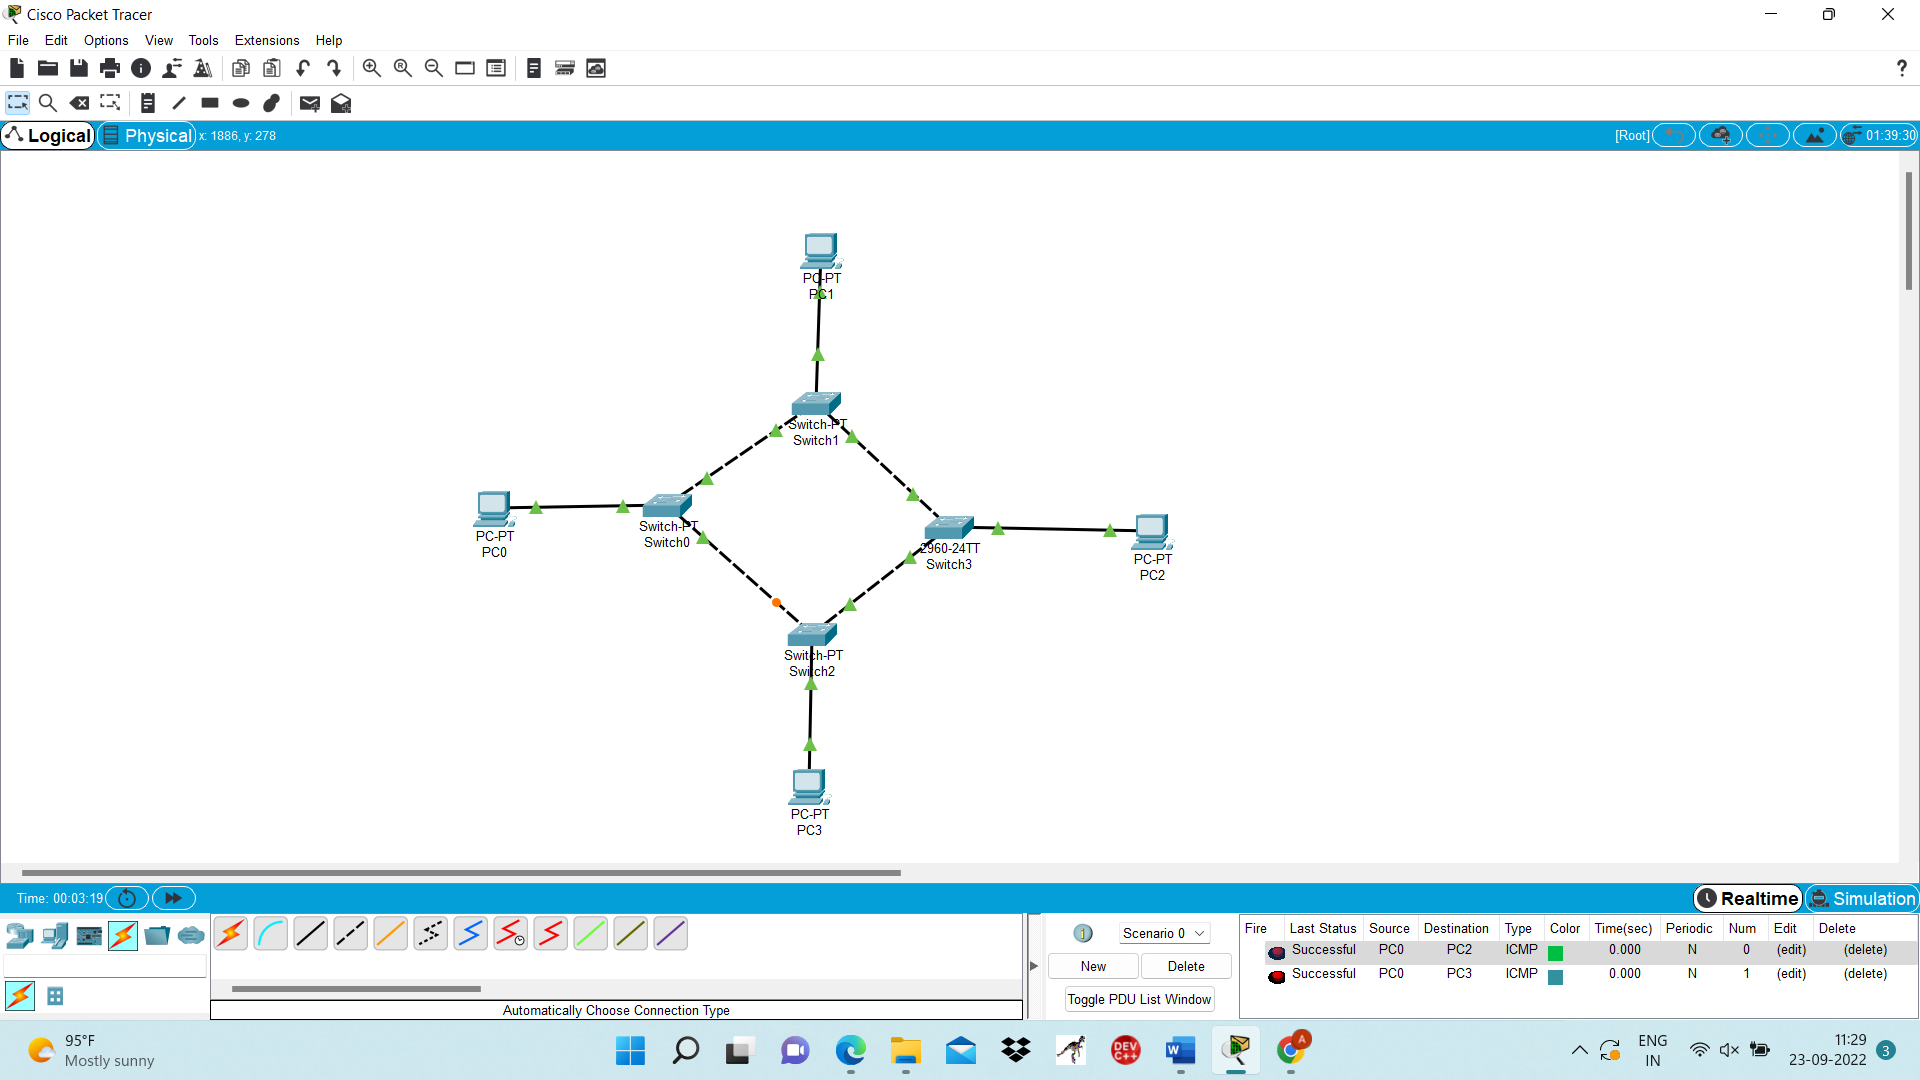 Cisco Packet Tracer
File Edit Options View Tools Extensions Help
?
Logical Physical x: 1886, y: 278 [Root] 01:39:30
PC-PT
PC1
Switch-PT
Switch1
PC-PT
PC0
Switch-PT
Switch0
2960-24TT
Switch3
PC-PT
PC2
Switch-PT
Switch2
PC-PT
PC3
Time: 00:03:19 Realtime Simulation
Scenario 0
New Delete
Toggle PDU List Window
Fire Last Status Source Destination Type Color Time(sec) Periodic Num Edit Delete
Successful PC0 PC2 ICMP 0.000 N 0 (edit) (delete)
Successful PC0 PC3 ICMP 0.000 N 1 (edit) (delete)
Automatically Choose Connection Type
95°F
Mostly sunny
DEV
C++
W
A
ENG
IN
11:29
23-09-2022
3